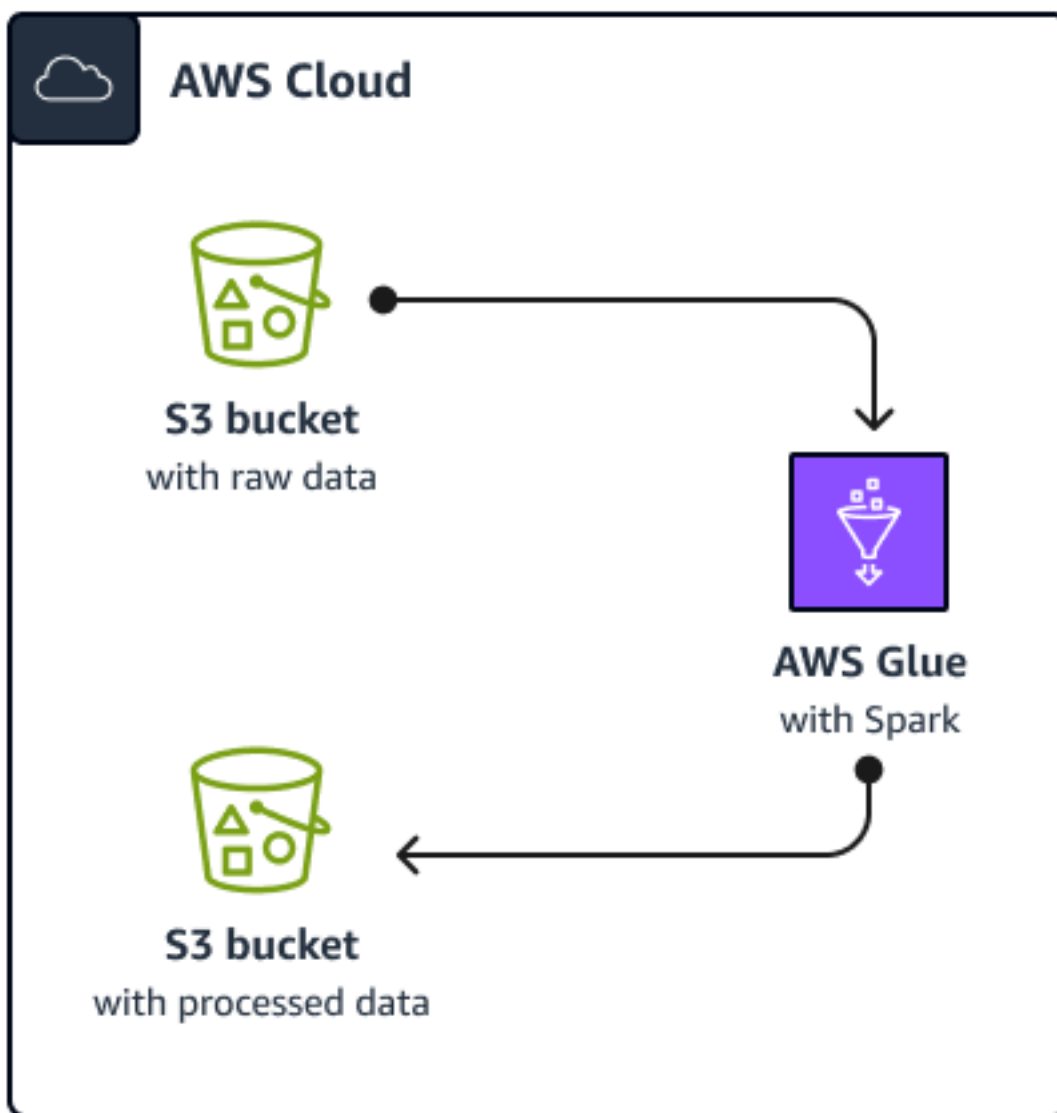 AWS Cloud
S3 bucket
with raw data
AWS Glue
with Spark
S3 bucket
with processed data